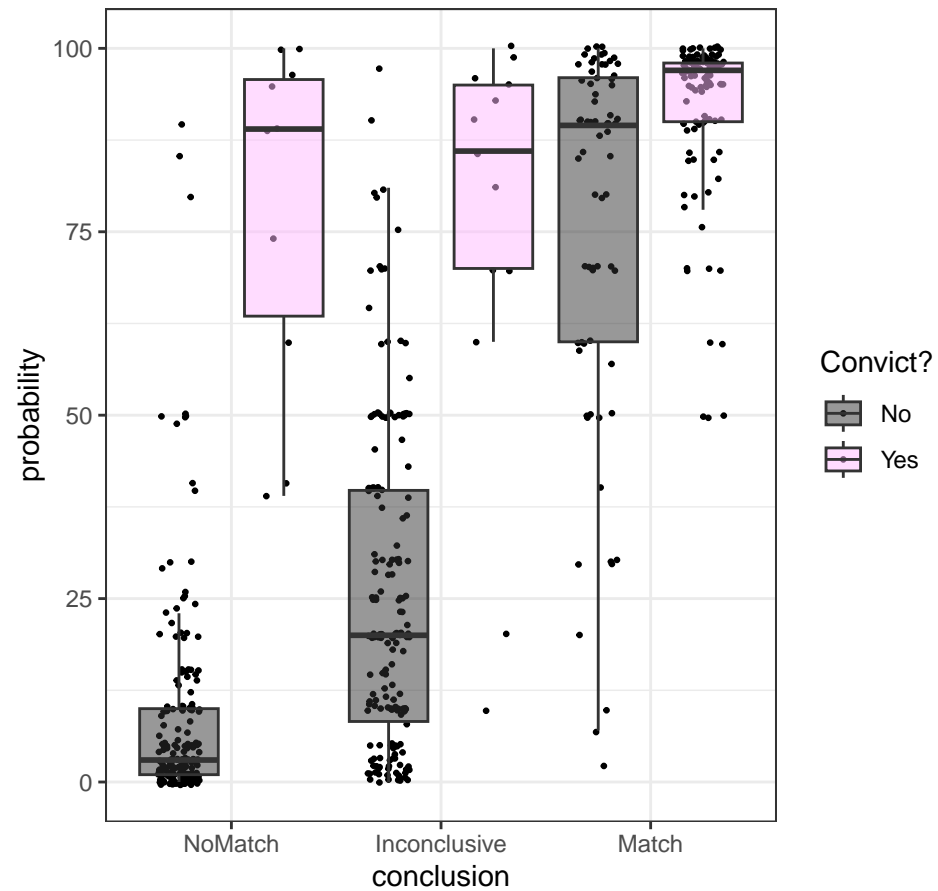 100
75
50
25
0
probability
NoMatch
Inconclusive
Match
conclusion
Convict?
No
Yes